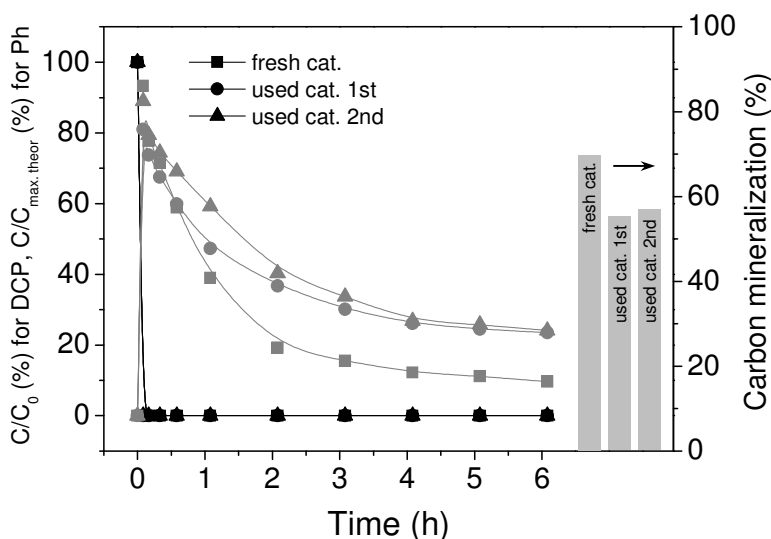 C/C₀ (%) for DCP, C/Cmax. theor (%) for Ph
100
80
60
40
20
0
fresh cat.
used cat. 1st
used cat. 2nd
0 1 2 3 4 5 6
Time (h)
fresh cat.
used cat. 1st
used cat. 2nd
100
80
60
40
20
0
Carbon mineralization (%)